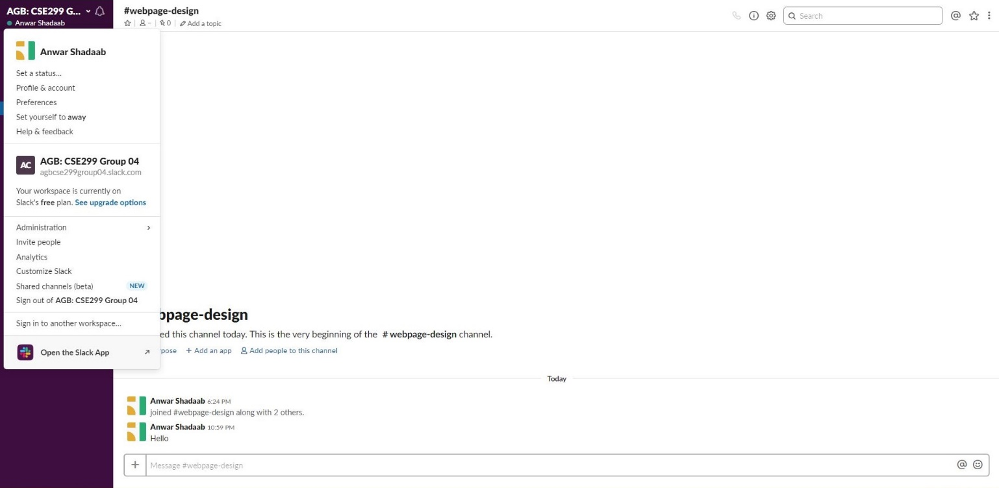 AGB: CSE299 G...
Anwar Shadaab
#webpage-design
–
0
Add a topic
Search
Anwar Shadaab
Set a status...
Profile & account
Preferences
Set yourself to away
Help & feedback
AC
AGB: CSE299 Group 04
agbcse299group04.slack.com
Your workspace is currently on
Slack's free plan. See upgrade options
Administration
Invite people
Analytics
Customize Slack
Shared channels (beta) NEW
Sign out of AGB: CSE299 Group 04
Sign in to another workspace...
Open the Slack App
bpage-design
ed this channel today. This is the very beginning of the # webpage-design channel.
pose + Add an app Add people to this channel
Today
Anwar Shadaab 6:24 PM
joined #webpage-design along with 2 others.
Anwar Shadaab 10:59 PM
Hello
+ Message #webpage-design @